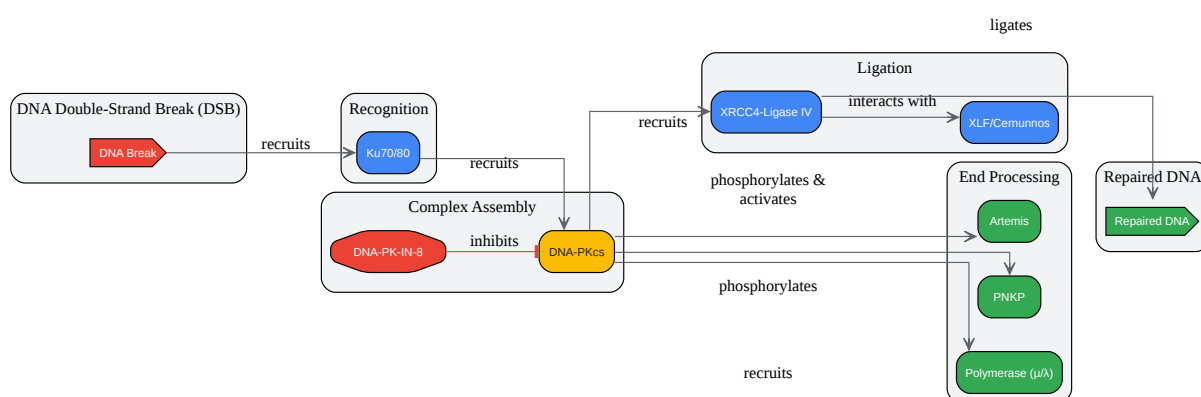 ligates
Ligation
XRCC4-Ligase IV
interacts with
XLF/Cernunnos
recruits
DNA Double-Strand Break (DSB)
DNA Break
recruits
Recognition
Ku70/80
recruits
Complex Assembly
DNA-PK-IN-8
inhibits
DNA-PKcs
phosphorylates &
activates
phosphorylates
recruits
End Processing
Artemis
PNKP
Polymerase (μ/λ)
Repaired DNA
Repaired DNA